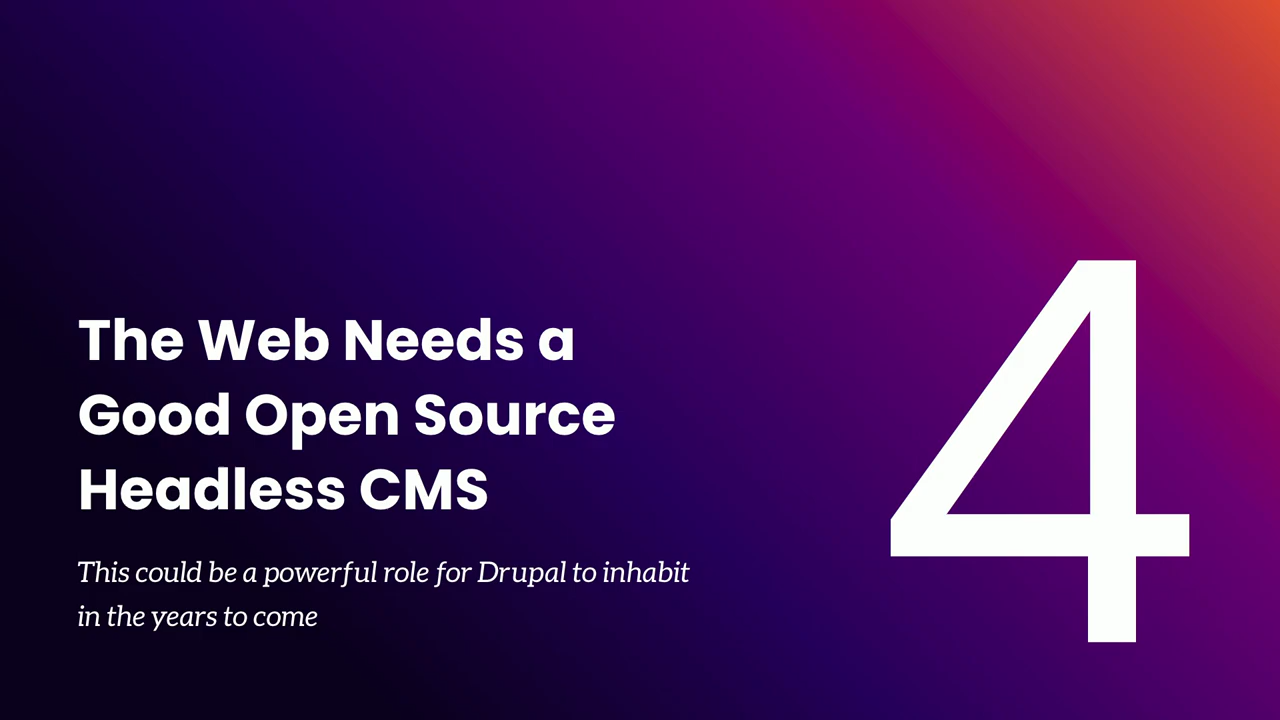 The Web Needs a
Good Open Source
Headless CMS
This could be a powerful role for Drupal to inhabit
in the years to come
4